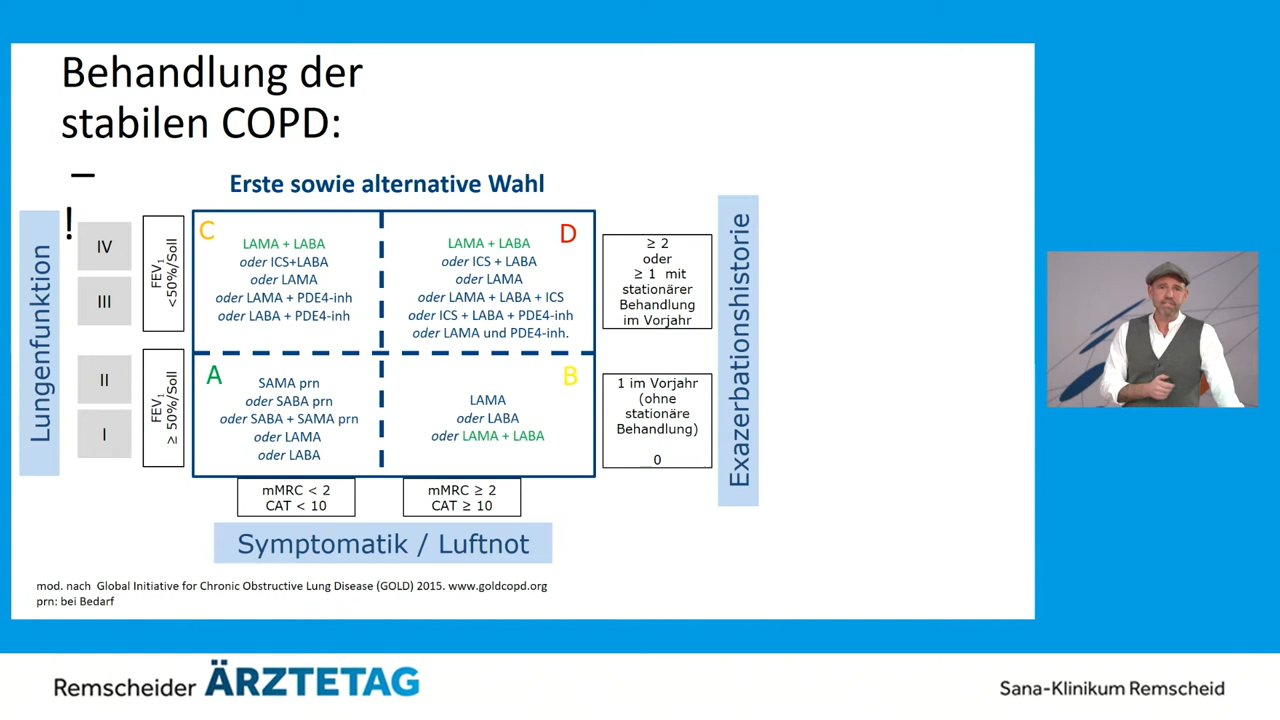 Behandlung der
stabilen COPD:
–
!
Erste sowie alternative Wahl
Lungenfunktion
IV
III
II
I
FEV₁
<50%/Soll
FEV₁
≥ 50%/Soll
C
LAMA + LABA
oder ICS+LABA
oder LAMA
oder LAMA + PDE4-inh
oder LABA + PDE4-inh
D
LAMA + LABA
oder ICS + LABA
oder LAMA
oder LAMA + LABA + ICS
oder ICS + LABA + PDE4-inh
oder LAMA und PDE4-inh.
A
SAMA prn
oder SABA prn
oder SABA + SAMA prn
oder LAMA
oder LABA
B
LAMA
oder LABA
oder LAMA + LABA
≥ 2
oder
≥ 1 mit
stationärer
Behandlung
im Vorjahr
1 im Vorjahr
(ohne
stationäre
Behandlung)
0
Exazerbationshistorie
mMRC < 2
CAT < 10
mMRC ≥ 2
CAT ≥ 10
Symptomatik / Luftnot
mod. nach Global Initiative for Chronic Obstructive Lung Disease (GOLD) 2015. www.goldcopd.org
prn: bei Bedarf
Remscheider ÄRZTETAG
Sana-Klinikum Remscheid